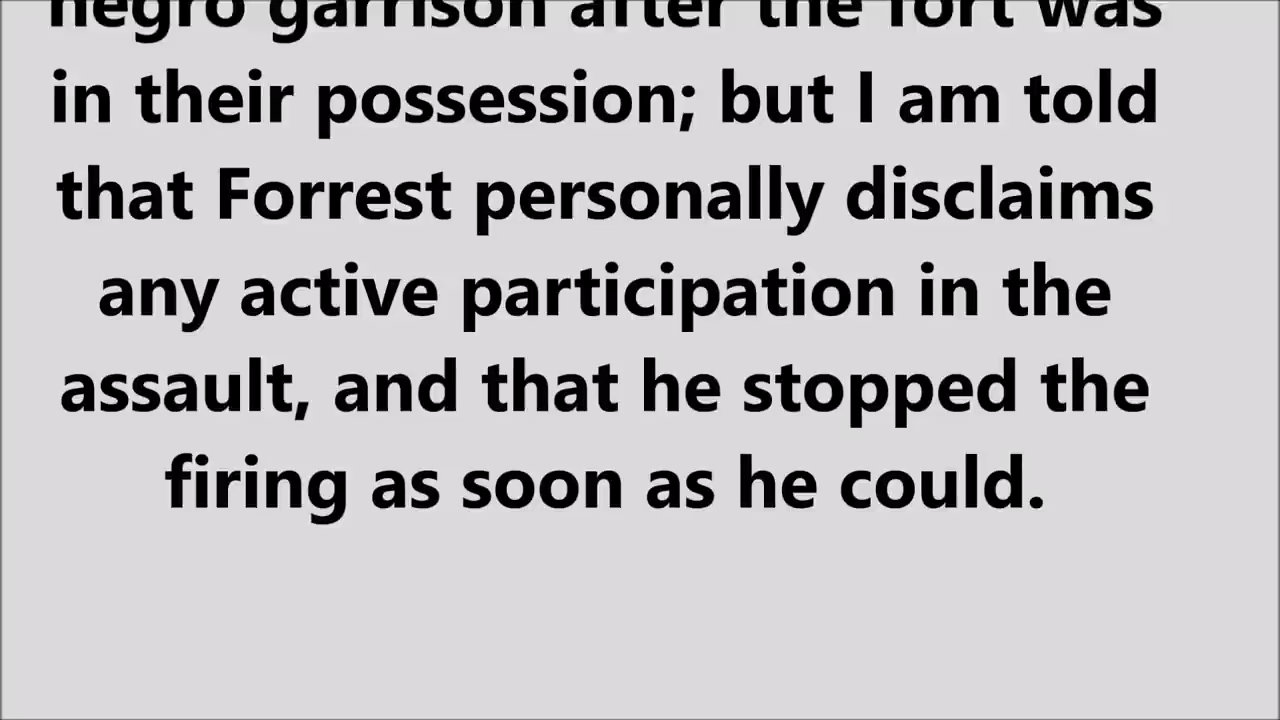 negro garrison after the fort was
in their possession; but I am told
that Forrest personally disclaims
any active participation in the
assault, and that he stopped the
firing as soon as he could.